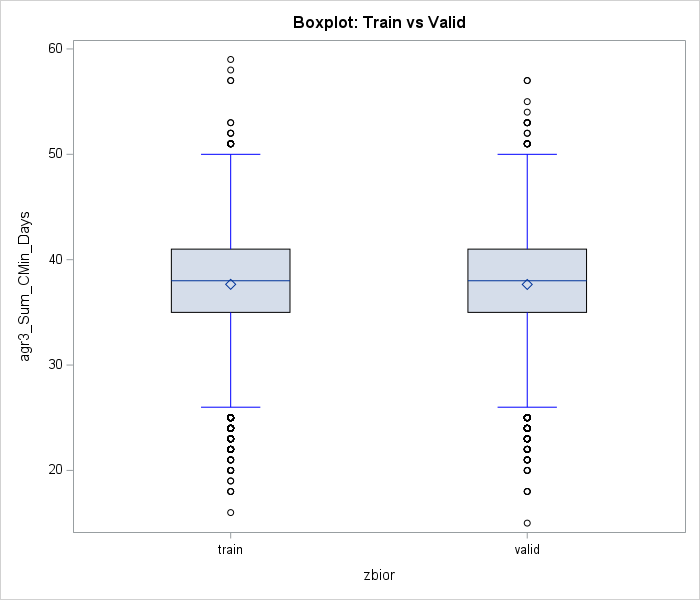 Boxplot: Train vs Valid
60
50
40
30
20
agr3_Sum_CMin_Days
train
valid
zbior